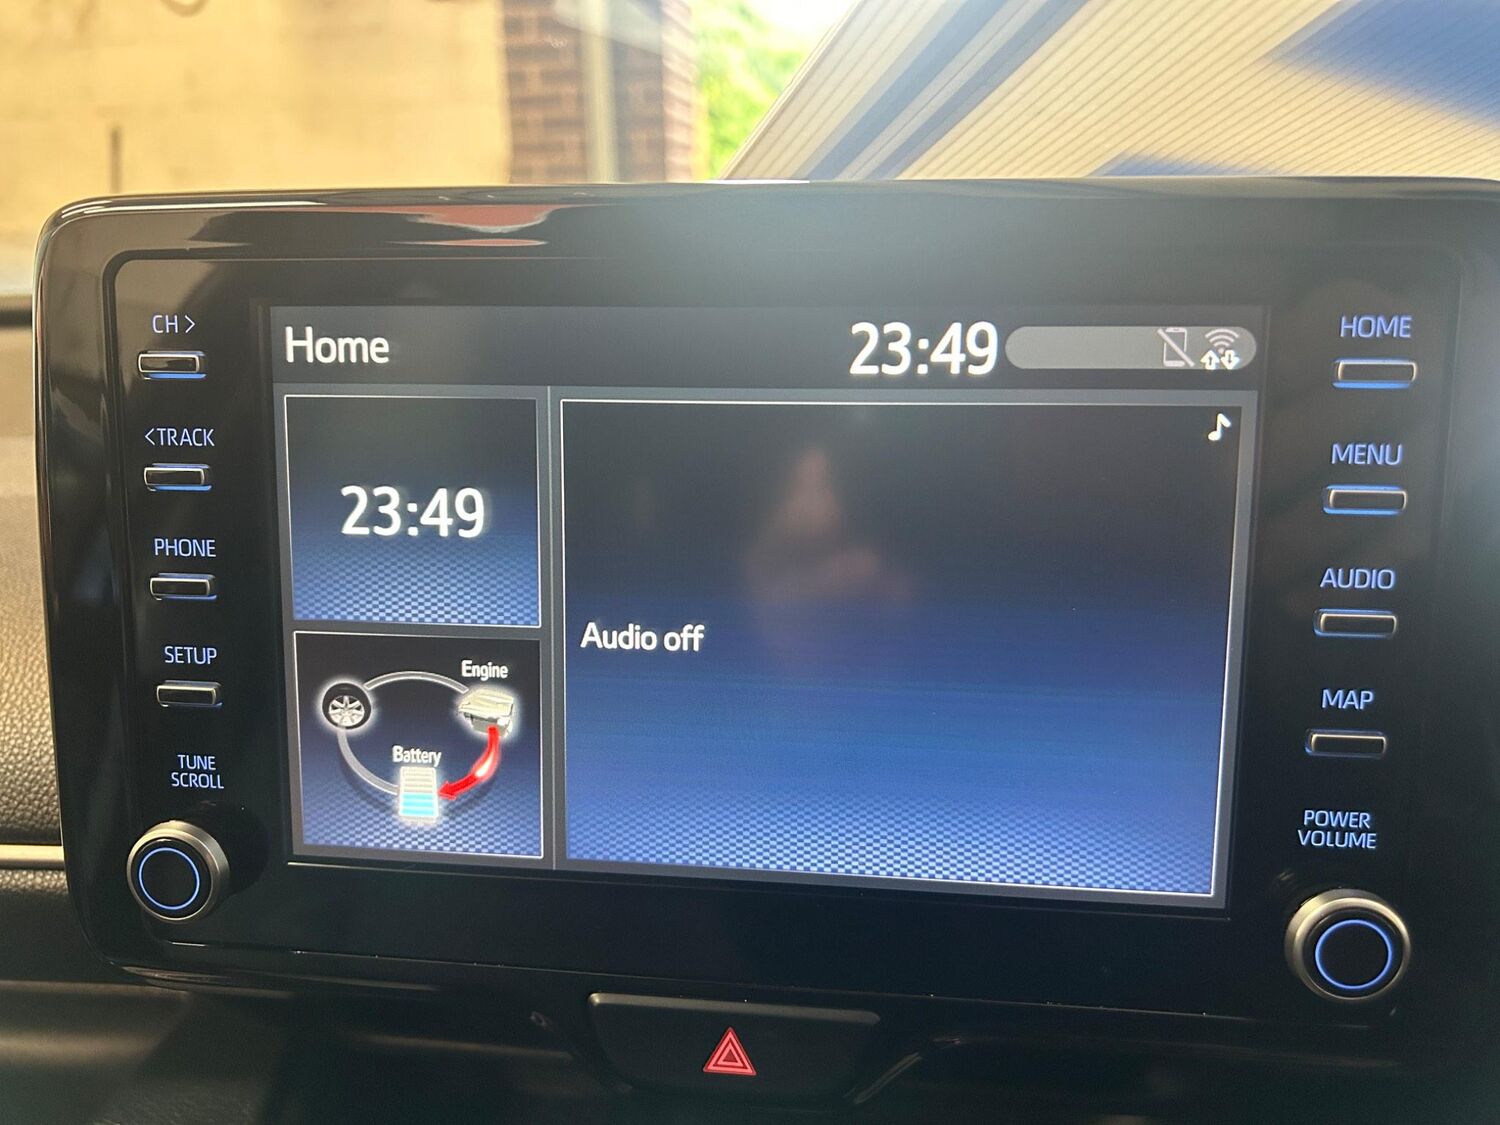 CH >
< TRACK
PHONE
SETUP
TUNE
SCROLL
Home
23:49
23:49
Engine
Battery
Audio off
HOME
MENU
AUDIO
MAP
POWER
VOLUME